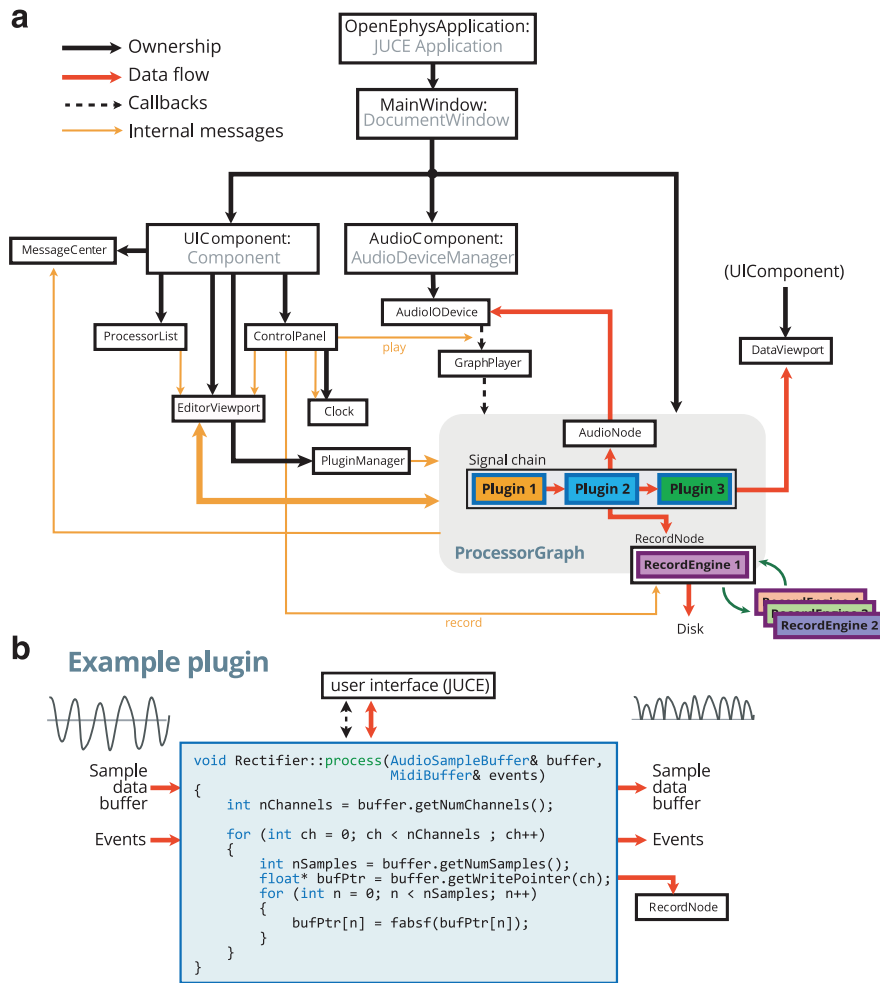 a
Ownership
Data flow
Callbacks
Internal messages
OpenEphysApplication:
JUCE Application
MainWindow:
DocumentWindow
MessageCenter
UIComponent:
Component
AudioComponent:
AudioDeviceManager
(UIComponent)
ProcessorList
ControlPanel
play
AudioIODevice
GraphPlayer
DataViewport
EditorViewport
Clock
PluginManager
AudioNode
Signal chain
Plugin 1
Plugin 2
Plugin 3
ProcessorGraph
RecordNode
RecordEngine 1
record
Disk
RecordEngine 2
b
Example plugin
user interface (JUCE)
Sample
data
buffer
Events
void Rectifier::process(AudioSampleBuffer& buffer,
MidiBuffer& events)
{
int nChannels = buffer.getNumChannels();
for (int ch = 0; ch < nChannels ; ch++)
{
int nSamples = buffer.getNumSamples();
float* bufPtr = buffer.getWritePointer(ch);
for (int n = 0; n < nSamples; n++)
{
bufPtr[n] = fabsf(bufPtr[n]);
}
}
}
Sample
data
buffer
Events
RecordNode